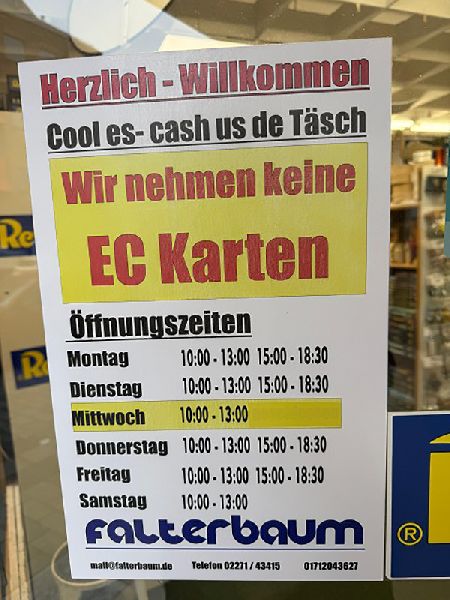 Herzlich - Willkommen
Cool es- cash us de Täsch
Wir nehmen keine
EC Karten
Öffnungszeiten
Montag 10:00 - 13:00 15:00 - 18:30
Dienstag 10:00 - 13:00 15:00 - 18:30
Mittwoch 10:00 - 13:00
Donnerstag 10:00 - 13:00 15:00 - 18:30
Freitag 10:00 - 13:00 15:00 - 18:30
Samstag 10:00 - 13:00
falterbaum
mail@falterbaum.de Telefon 02271 / 43415 01712043627
Re
Re
®